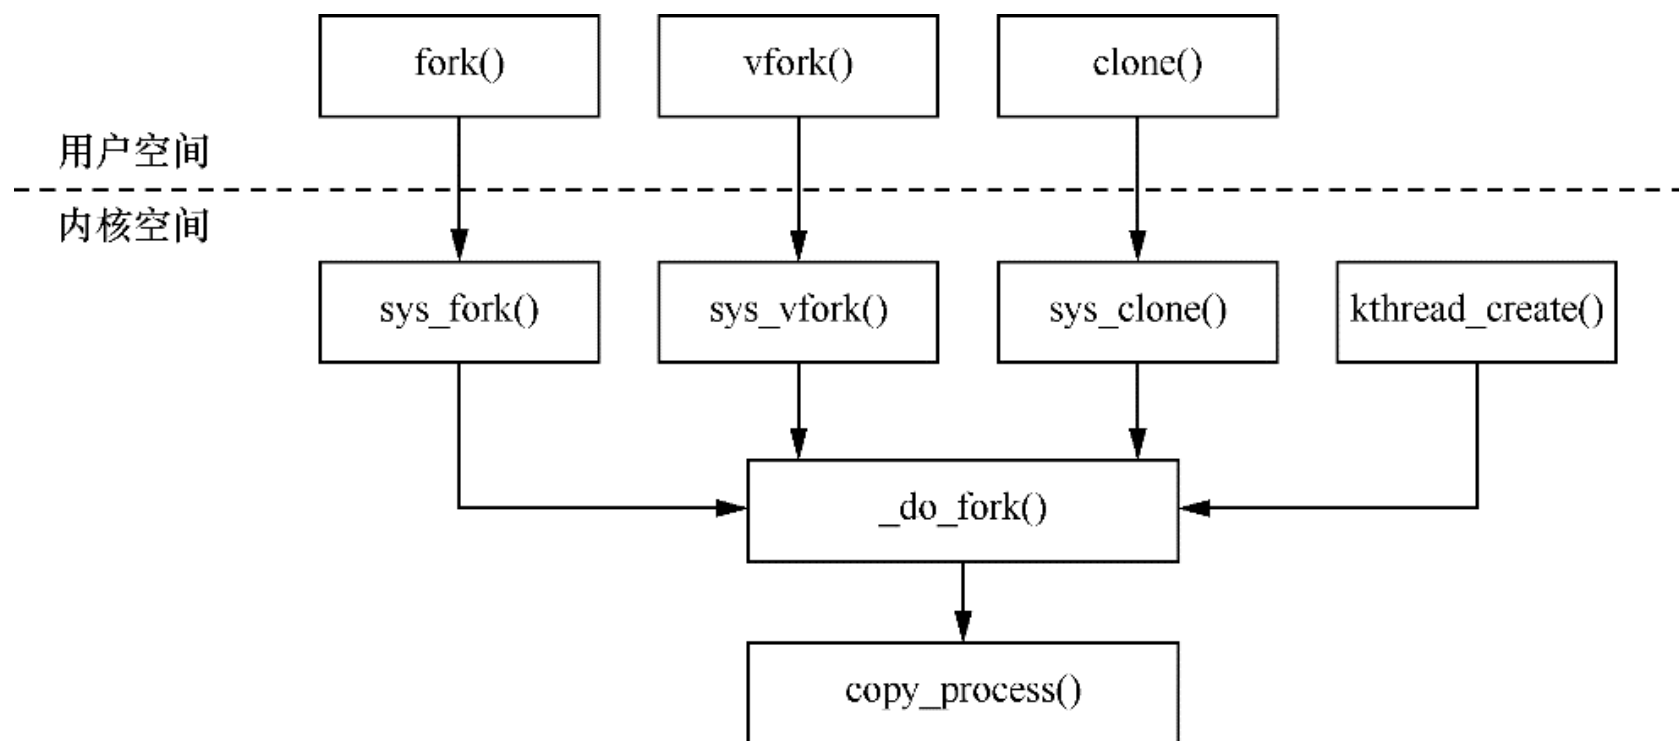 fork()
vfork()
clone()
用户空间
内核空间
sys_fork()
sys_vfork()
sys_clone()
kthread_create()
_do_fork()
copy_process()